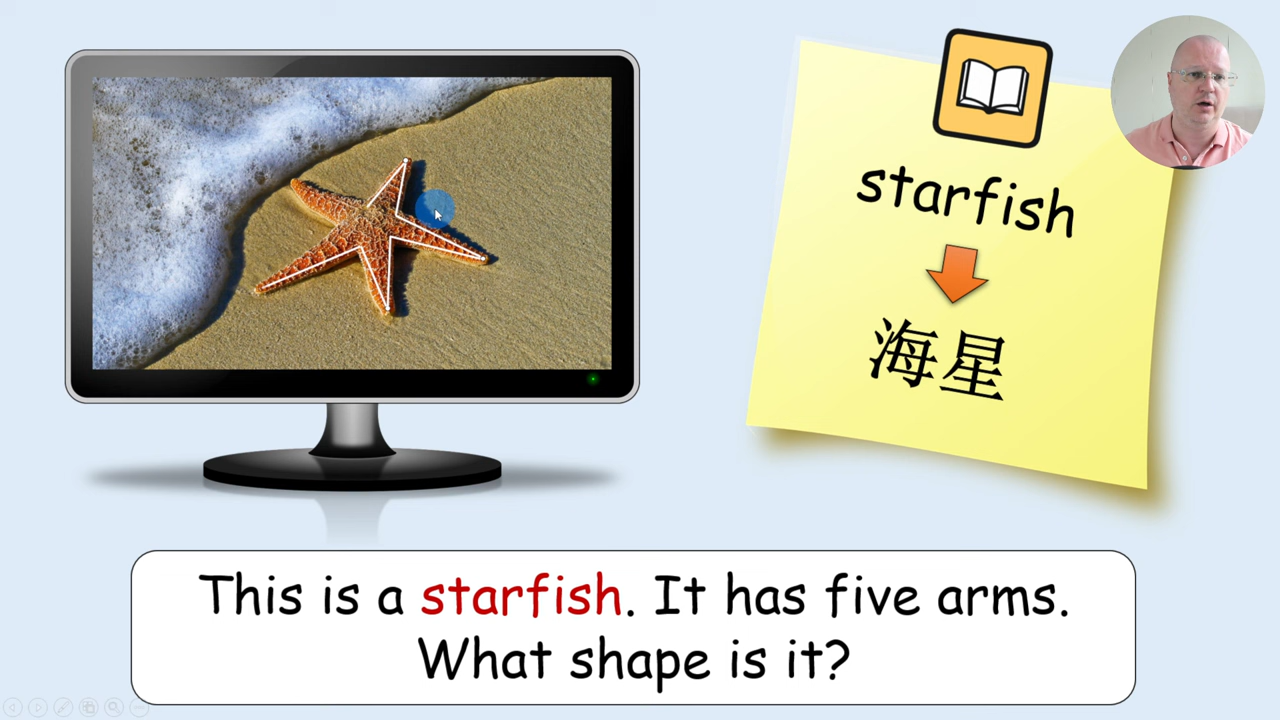 starfish
海星
This is a starfish. It has five arms.
What shape is it?